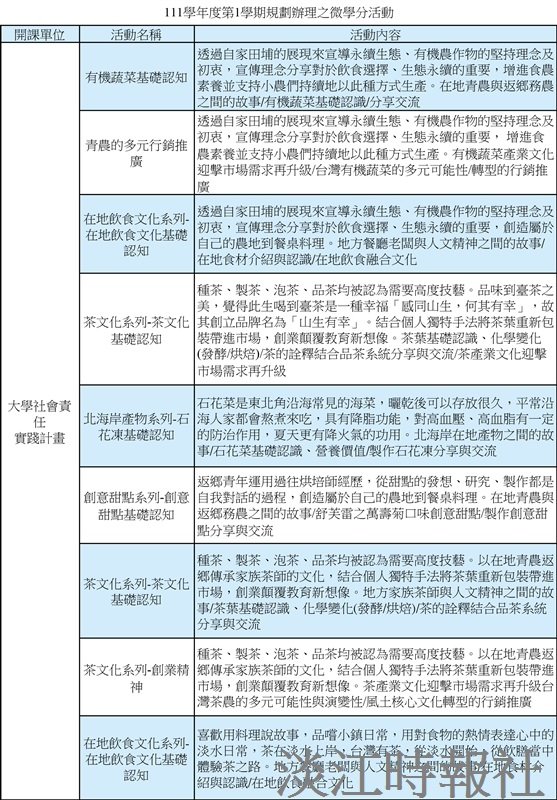 111學年度第1學期規劃辦理之微學分活動
開課單位
活動名稱
活動內容
大學社會責
任
實踐計畫
有機蔬菜基礎認知
透過自家田埔的展現來宣導永續生態、有機農作物的堅持理念及
初衷，宣傳理念分享對於飲食選擇、生態永續的重要，增進食農
素養並支持小農們持續地以此種方式生產。在地青農與返鄉務農
之間的故事/有機蔬菜基礎認識/分享交流
青農的多元行銷推
廣
透過自家田埔的展現來宣導永續生態、有機農作物的堅持理念及
初衷，宣傳理念分享對於飲食選擇、生態永續的重要， 增進食
農素養並支持小農們持續地以此種方式生產。有機蔬菜產業文化
迎擊市場需求再升級/台灣有機蔬菜的多元可能性/轉型的行銷推
廣
在地飲食文化系列-
在地飲食文化基礎
認知
透過自家田埔的展現來宣導永續生態、有機農作物的堅持理念及
初衷，宣傳理念分享對於飲食選擇、生態永續的重要，創造屬於
自己的農地到餐桌料理。地方餐廳老闆與人文精神之間的故事/
在地食材介紹與認識/在地飲食融合文化
茶文化系列-茶文化
基礎認知
種茶、製茶、泡茶、品茶均被認為需要高度技藝。品味到臺茶之
美，覺得此生喝到臺茶是一種幸福「感同山生，何其有幸」，故
其創立品牌名為「山生有幸」。結合個人獨特手法將茶葉重新包
裝帶進市場，創業顛覆教育新想像。茶葉基礎認識、化學變化
(發酵/烘焙)/茶的詮釋結合品茶系統分享與交流/茶產業文化迎擊
市場需求再升級
北海岸產物系列-石
花凍基礎認知
石花菜是東北角沿海常見的海菜，曬乾後可以存放很久，平常沿
海人家都會熬煮來吃，具有降脂功能，對高血壓、高血脂有一定
的防治作用，夏天更有降火氣的功用。北海岸在地產物之間的故
事/石花菜基礎認識、營養價值/製作石花凍分享與交流
創意甜點系列-創意
甜點基礎認知
返鄉青年運用過往烘培師經歷，從甜點的發想、研究、製作都是
自我對話的過程，創造屬於自己的農地到餐桌料理。在地青農與
返鄉務農之間的故事/舒芙雷之萬壽菊口味創意甜點/製作創意甜
點分享與交流
茶文化系列-茶文化
基礎認知
種茶、製茶、泡茶、品茶均被認為需要高度技藝。以在地青農返
鄉傳承家族茶師的文化，結合個人獨特手法將茶葉重新包裝帶進
市場，創業顛覆教育新想像。地方家族茶師與人文精神之間的故
事/茶葉基礎認識、化學變化(發酵/烘焙)/茶的詮釋結合品茶系統
分享與交流
茶文化系列-創業精
神
種茶、製茶、泡茶、品茶均被認為需要高度技藝。以在地青農返
鄉傳承家族茶師的文化，結合個人獨特手法將茶葉重新包裝帶進
市場，創業顛覆教育新想像。茶產業文化迎擊市場需求再升級台
灣茶農的多元可能性與演變性/風土核心文化轉型的行銷推廣
在地飲食文化系列-
在地飲食文化基礎
認知
喜歡用料理說故事，品嚐小鎮日常，用對食物的熱情表達心中的
淡水日常，茶在淡水上岸、台灣有茶，從淡水開始，從飲膳當中
體驗茶之路。地方餐廳老闆與人文精神之間的故事/在地食材介
紹與認識/在地飲食融合文化
淡江時報社